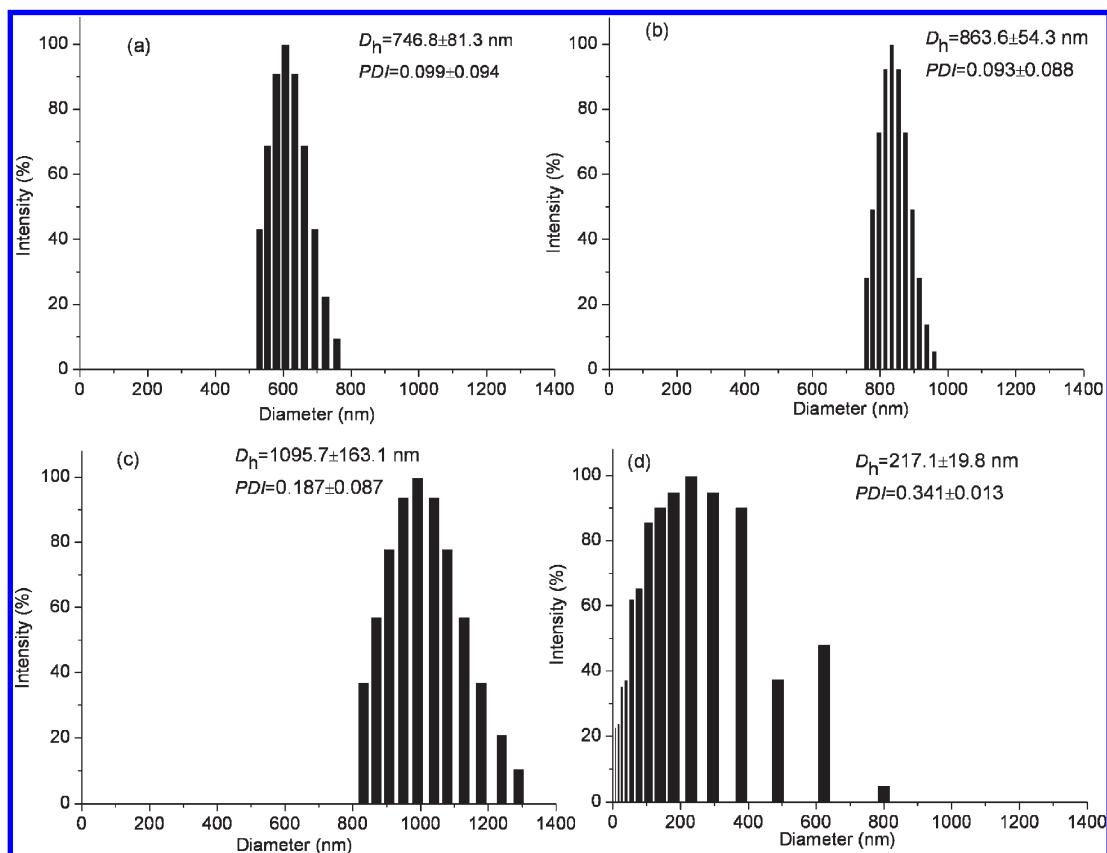 (a)
Dh=746.8±81.3 nm
PDI=0.099±0.094
Intensity (%)
100
80
60
40
20
0
0 200 400 600 800 1000 1200 1400
Diameter (nm)
(b)
Dh=863.6±54.3 nm
PDI=0.093±0.088
Intensity (%)
100
80
60
40
20
0
0 200 400 600 800 1000 1200 1400
Diameter (nm)
(c)
Dh=1095.7±163.1 nm
PDI=0.187±0.087
Intensity (%)
100
80
60
40
20
0
0 200 400 600 800 1000 1200 1400
Diameter (nm)
(d)
Dh=217.1±19.8 nm
PDI=0.341±0.013
Intensity (%)
100
80
60
40
20
0
0 200 400 600 800 1000 1200 1400
Diameter (nm)